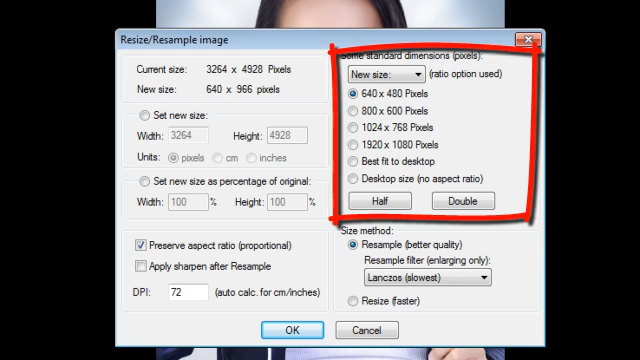 Resize/Resample image
Current size: 3264 x 4928 Pixels
New size: 640 x 966 pixels
Set new size:
Width: 3264 Height: 4928
Units: pixels cm inches
Set new size as percentage of original:
Width: 100 % Height: 100 %
Preserve aspect ratio (proportional)
Apply sharpen after Resample
DPI: 72 (auto calc. for cm/inches)
Some standard dimensions (pixels):
New size: (ratio option used)
640 x 480 Pixels
800 x 600 Pixels
1024 x 768 Pixels
1920 x 1080 Pixels
Best fit to desktop
Desktop size (no aspect ratio)
Half Double
Size method:
Resample (better quality)
Resample filter (enlarging only):
Lanczos (slowest)
Resize (faster)
OK Cancel